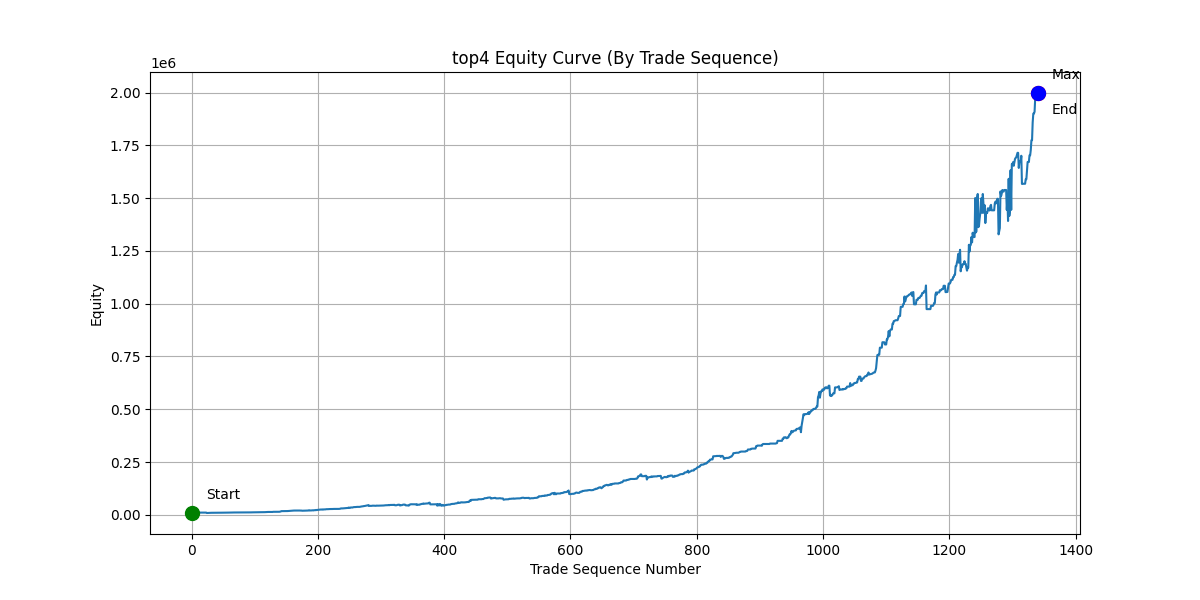 top4 Equity Curve (By Trade Sequence)
1e6
Max
2.00
End
1.75
1.50
1.25
1.00
Equity
0.75
0.50
0.25
Start
0.00
0 200 400 600 800 1000 1200 1400
Trade Sequence Number